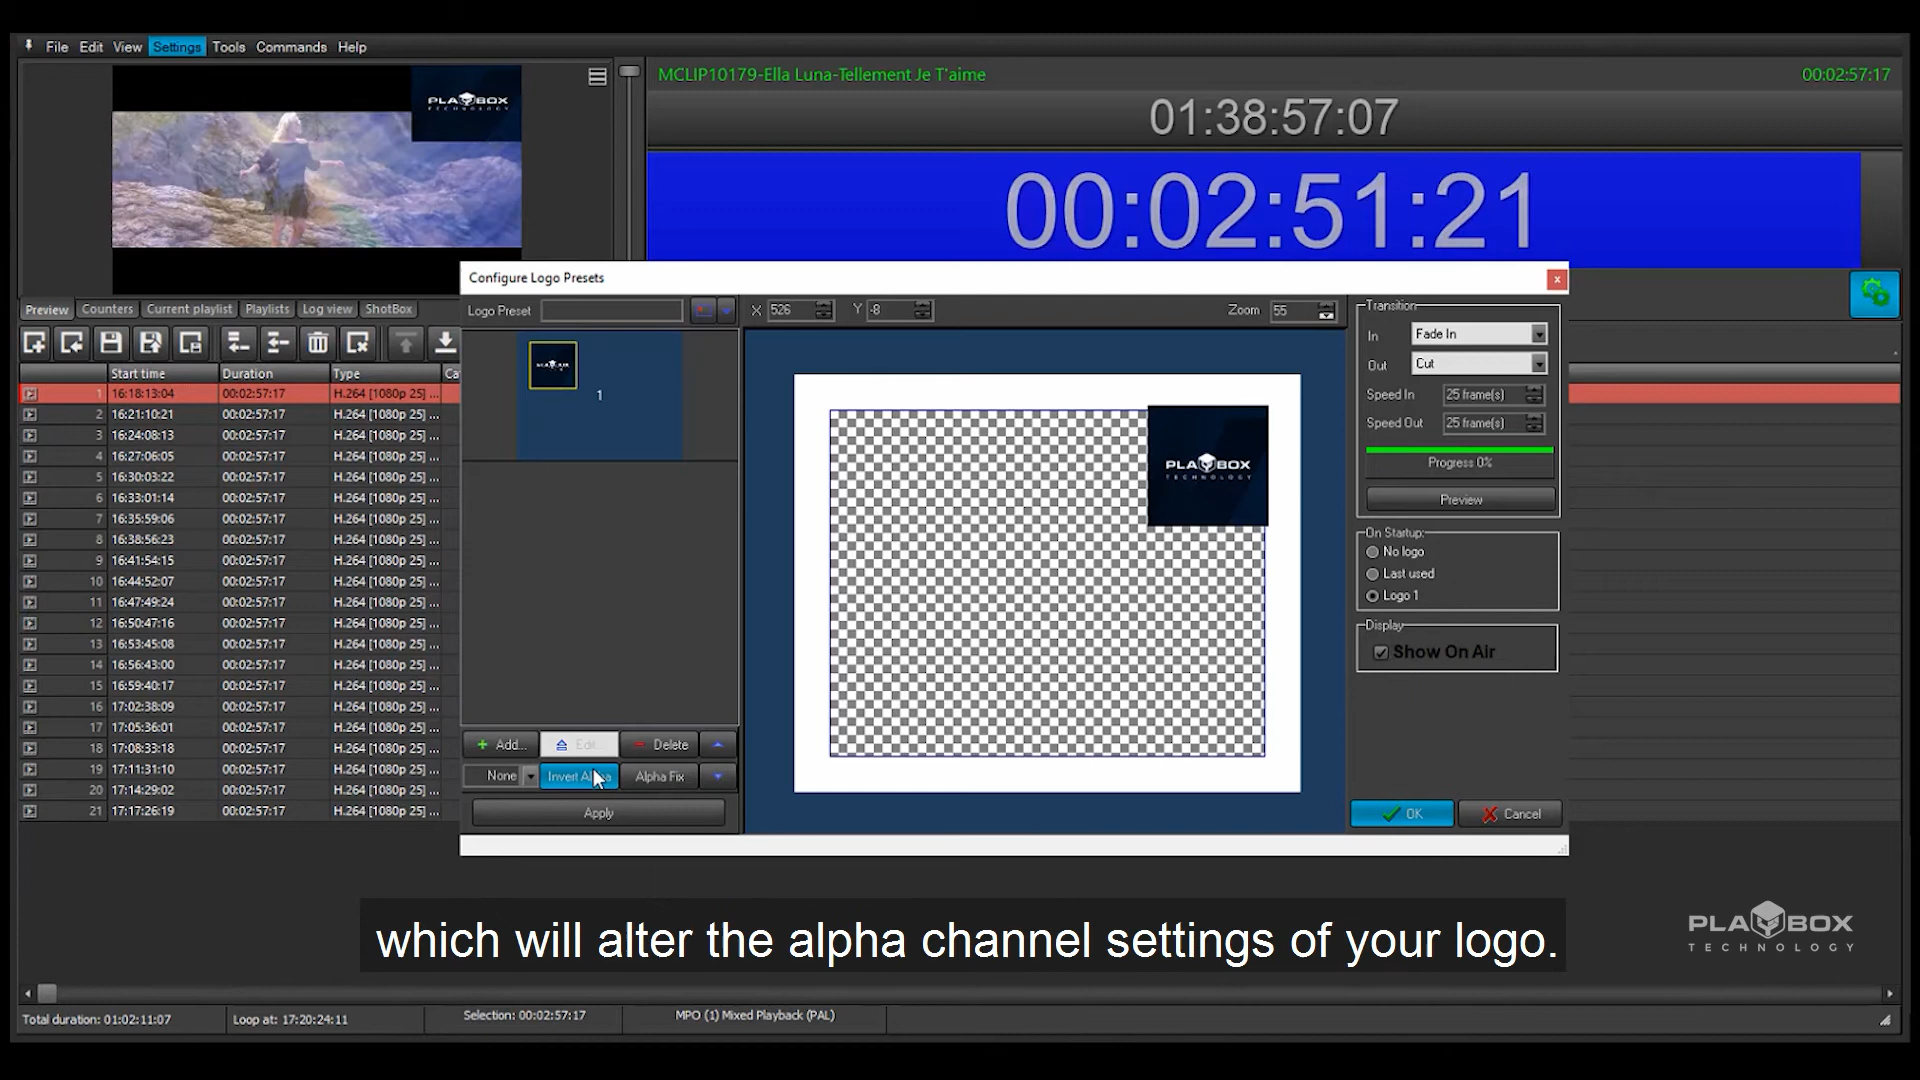 File Edit View Settings Tools Commands Help
PLAYBOX
TECHNOLOGY
MCLIP10179-Ella Luna-Tellement Je T'aime 00:02:57:17
01:38:57:07
00:02:51:21
Preview Counters Current playlist Playlists Log view ShotBox
Start time Duration Type Ca
1 16:18:13:04 00:02:57:17 H.264 [1080p 25] ...
2 16:21:10:21 00:02:57:17 H.264 [1080p 25] ...
3 16:24:08:13 00:02:57:17 H.264 [1080p 25] ...
4 16:27:06:05 00:02:57:17 H.264 [1080p 25] ...
5 16:30:03:22 00:02:57:17 H.264 [1080p 25] ...
6 16:33:01:14 00:02:57:17 H.264 [1080p 25] ...
7 16:35:59:06 00:02:57:17 H.264 [1080p 25] ...
8 16:38:56:23 00:02:57:17 H.264 [1080p 25] ...
9 16:41:54:15 00:02:57:17 H.264 [1080p 25] ...
10 16:44:52:07 00:02:57:17 H.264 [1080p 25] ...
11 16:47:49:24 00:02:57:17 H.264 [1080p 25] ...
12 16:50:47:16 00:02:57:17 H.264 [1080p 25] ...
13 16:53:45:08 00:02:57:17 H.264 [1080p 25] ...
14 16:56:43:00 00:02:57:17 H.264 [1080p 25] ...
15 16:59:40:17 00:02:57:17 H.264 [1080p 25] ...
16 17:02:38:09 00:02:57:17 H.264 [1080p 25] ...
17 17:05:36:01 00:02:57:17 H.264 [1080p 25] ...
18 17:08:33:18 00:02:57:17 H.264 [1080p 25] ...
19 17:11:31:10 00:02:57:17 H.264 [1080p 25] ...
20 17:14:29:02 00:02:57:17 H.264 [1080p 25] ...
21 17:17:26:19 00:02:57:17 H.264 [1080p 25] ...
Configure Logo Presets
Logo Preset
X 526 Y -8 Zoom 55
1
PLAYBOX
TECHNOLOGY
Add... Edit... Delete
None Invert Alpha Alpha Fix
Apply
Transition
In Fade In
Out Cut
Speed In 25 frame(s)
Speed Out 25 frame(s)
Progress 0%
Preview
On Startup:
No logo
Last used
Logo 1
Display
Show On Air
OK Cancel
which will alter the alpha channel settings of your logo.
PLAYBOX
TECHNOLOGY
Total duration: 01:02:11:07 Loop at: 17:20:24:11 Selection: 00:02:57:17 MPO (1) Mixed Playback (PAL)